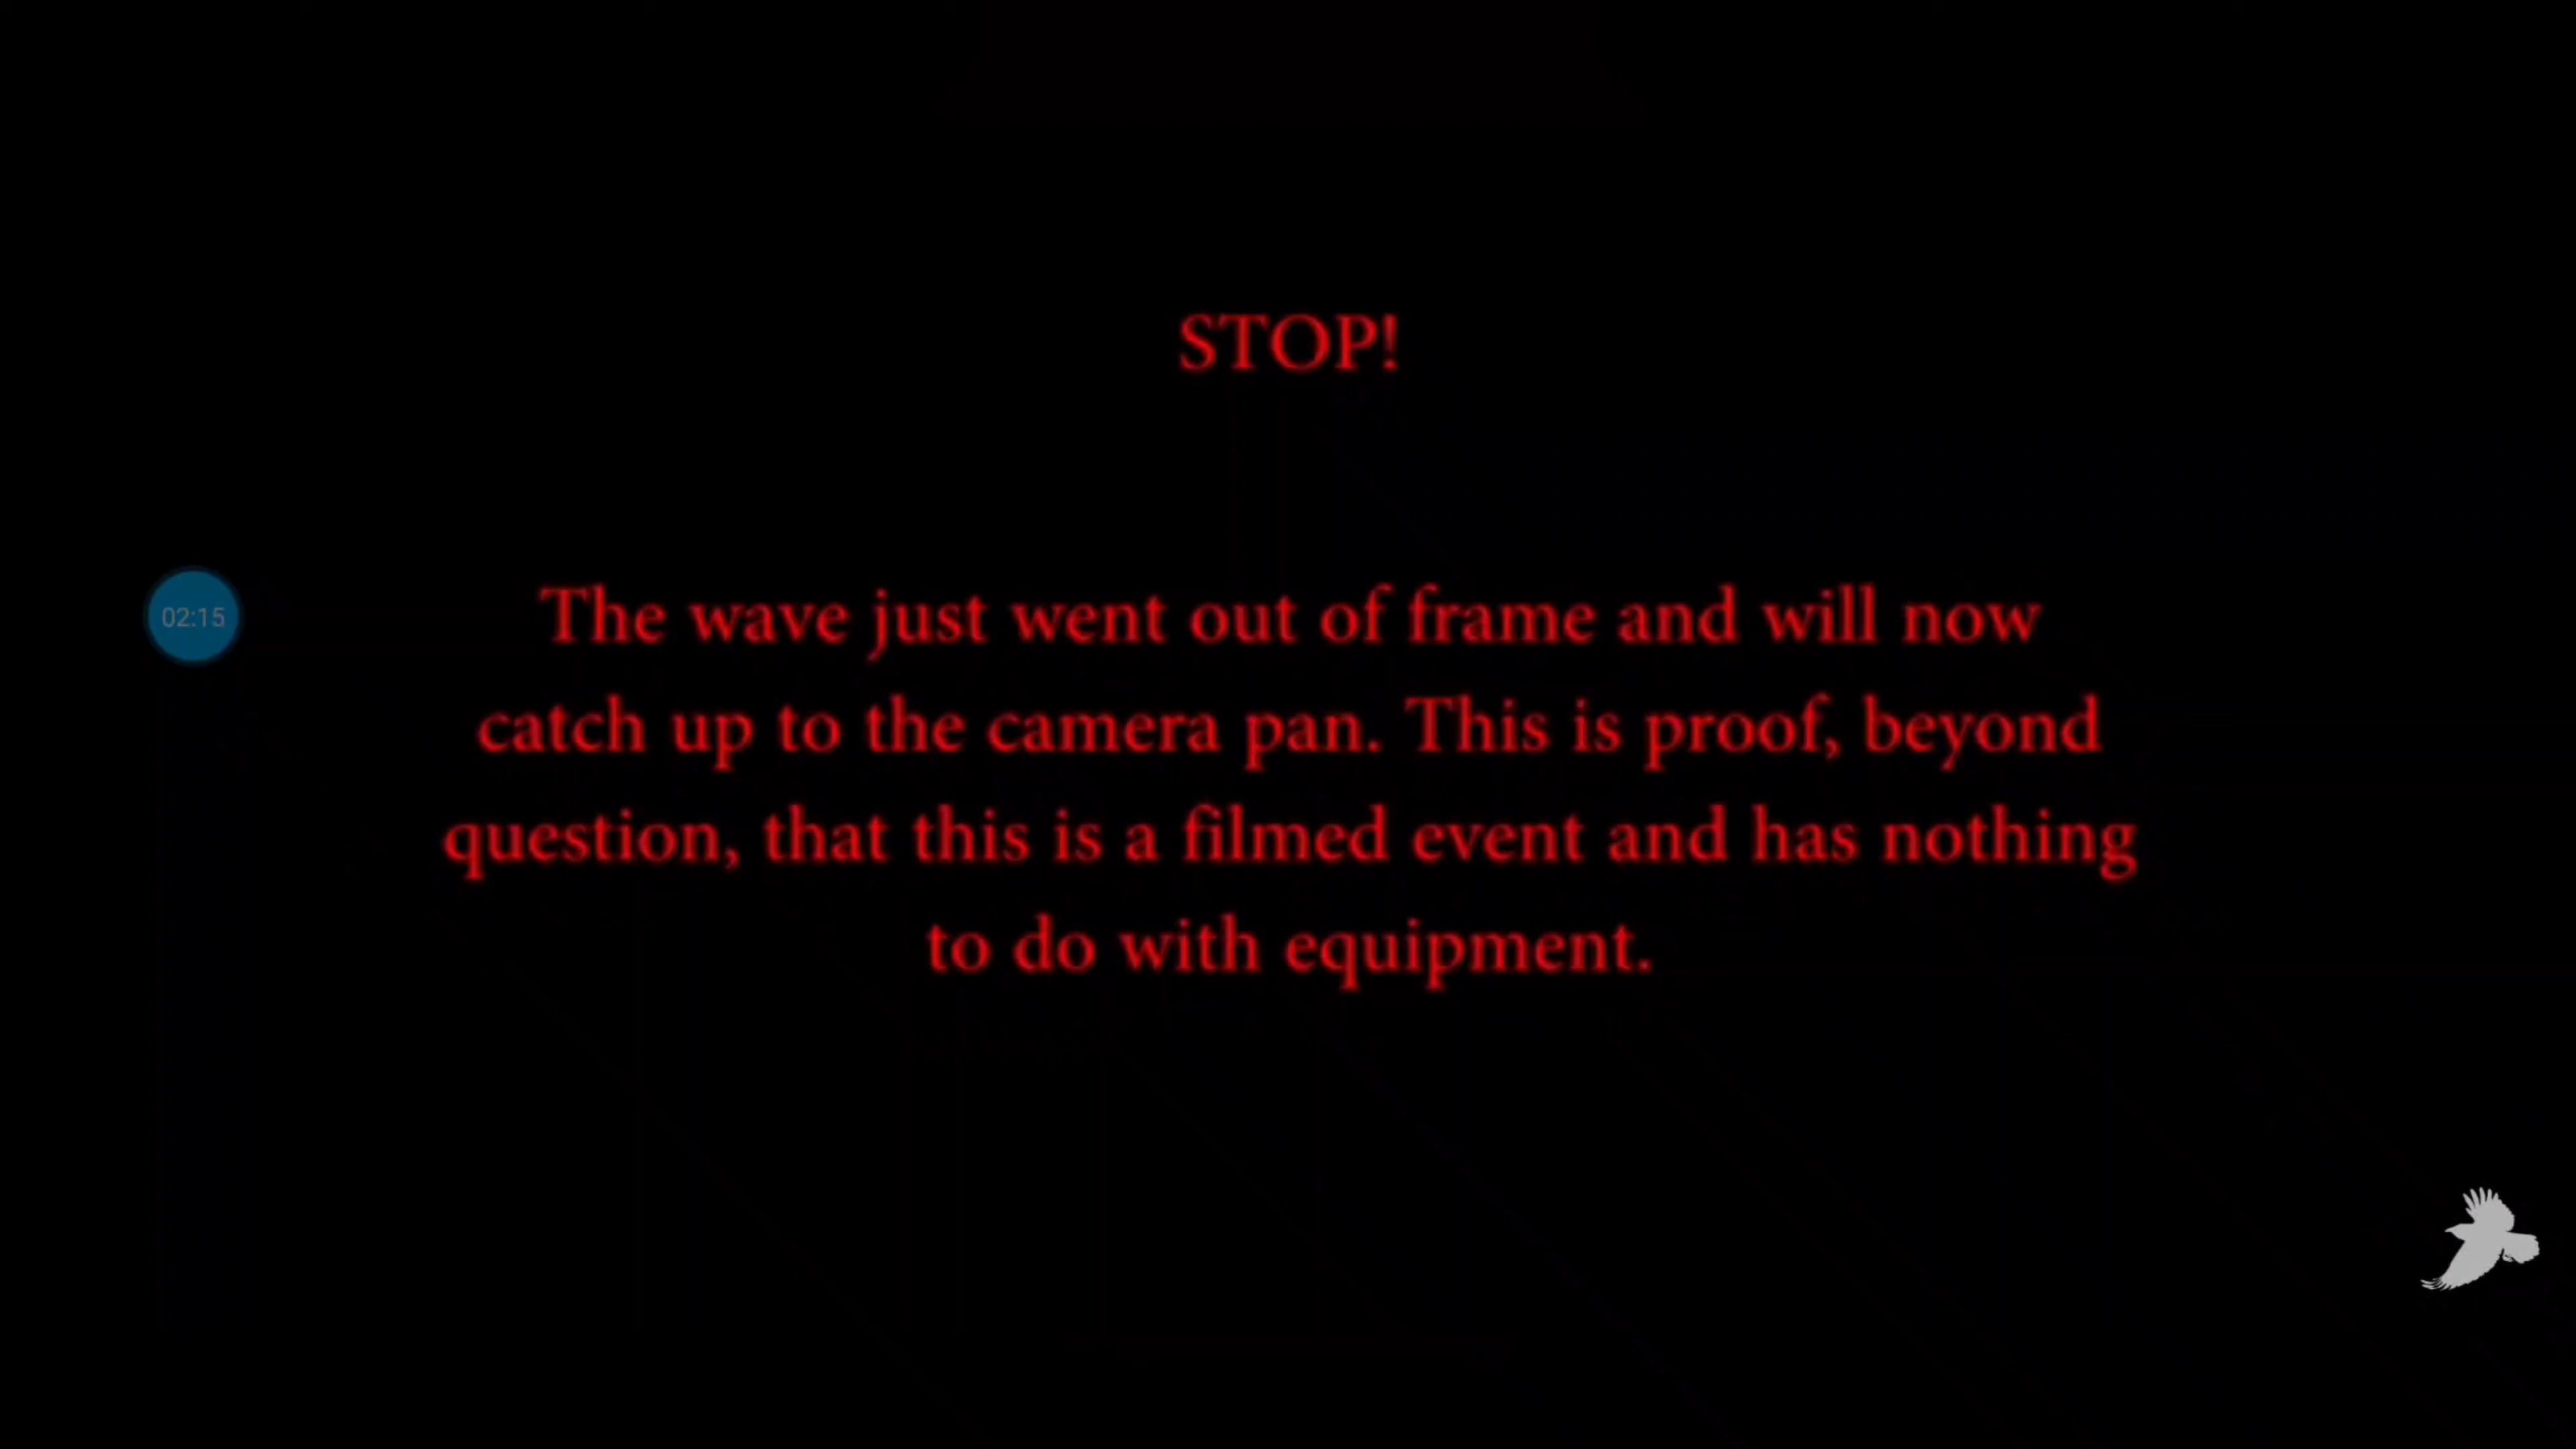 STOP!
The wave just went out of frame and will now
02:15
catch up to the camera pan. This is proof, beyond
question, that this is a filmed event and has nothing
to do with equipment.